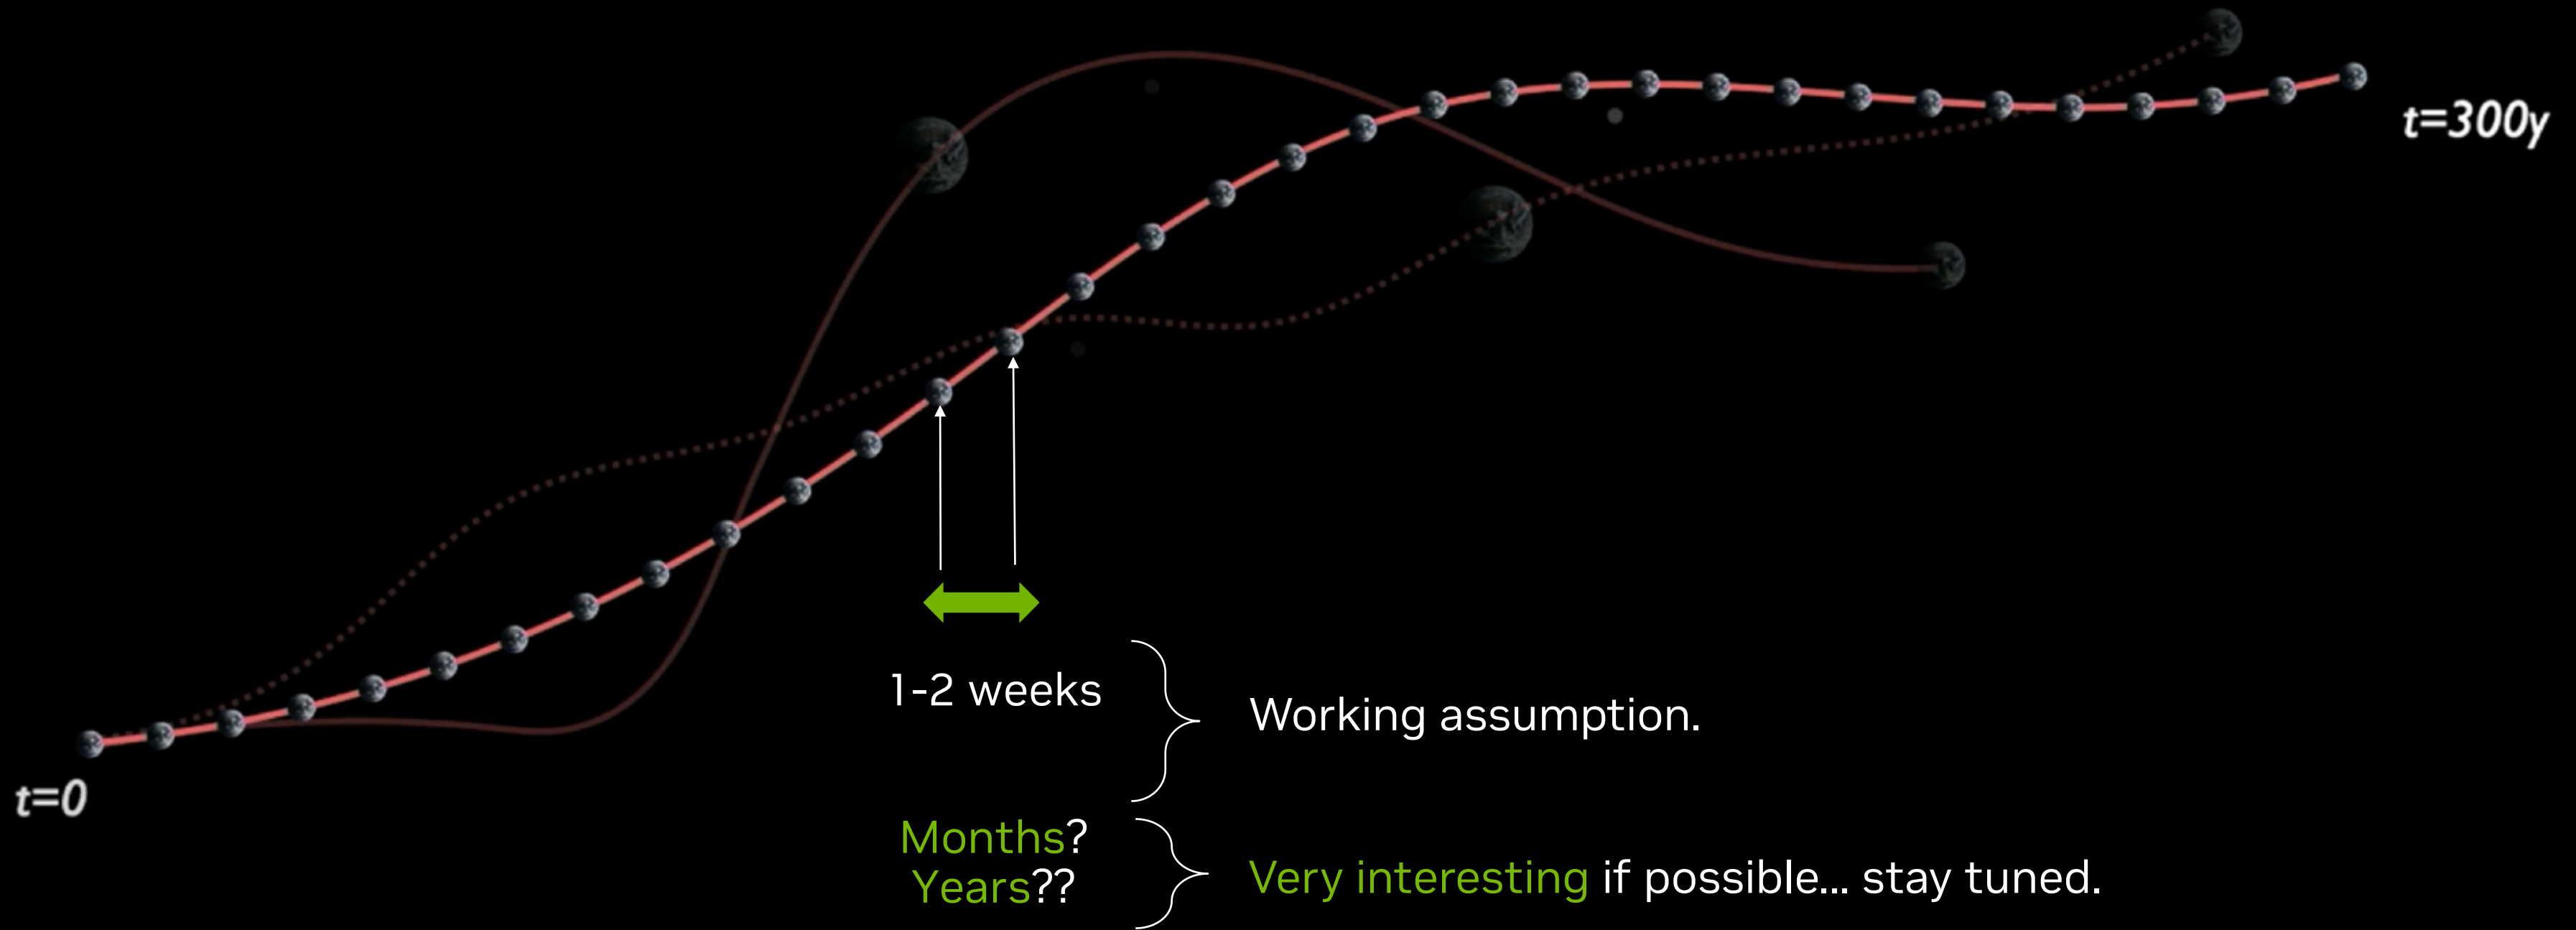 t=300y
t=0
1-2 weeks
Working assumption.
Months?
Years??
Very interesting if possible... stay tuned.